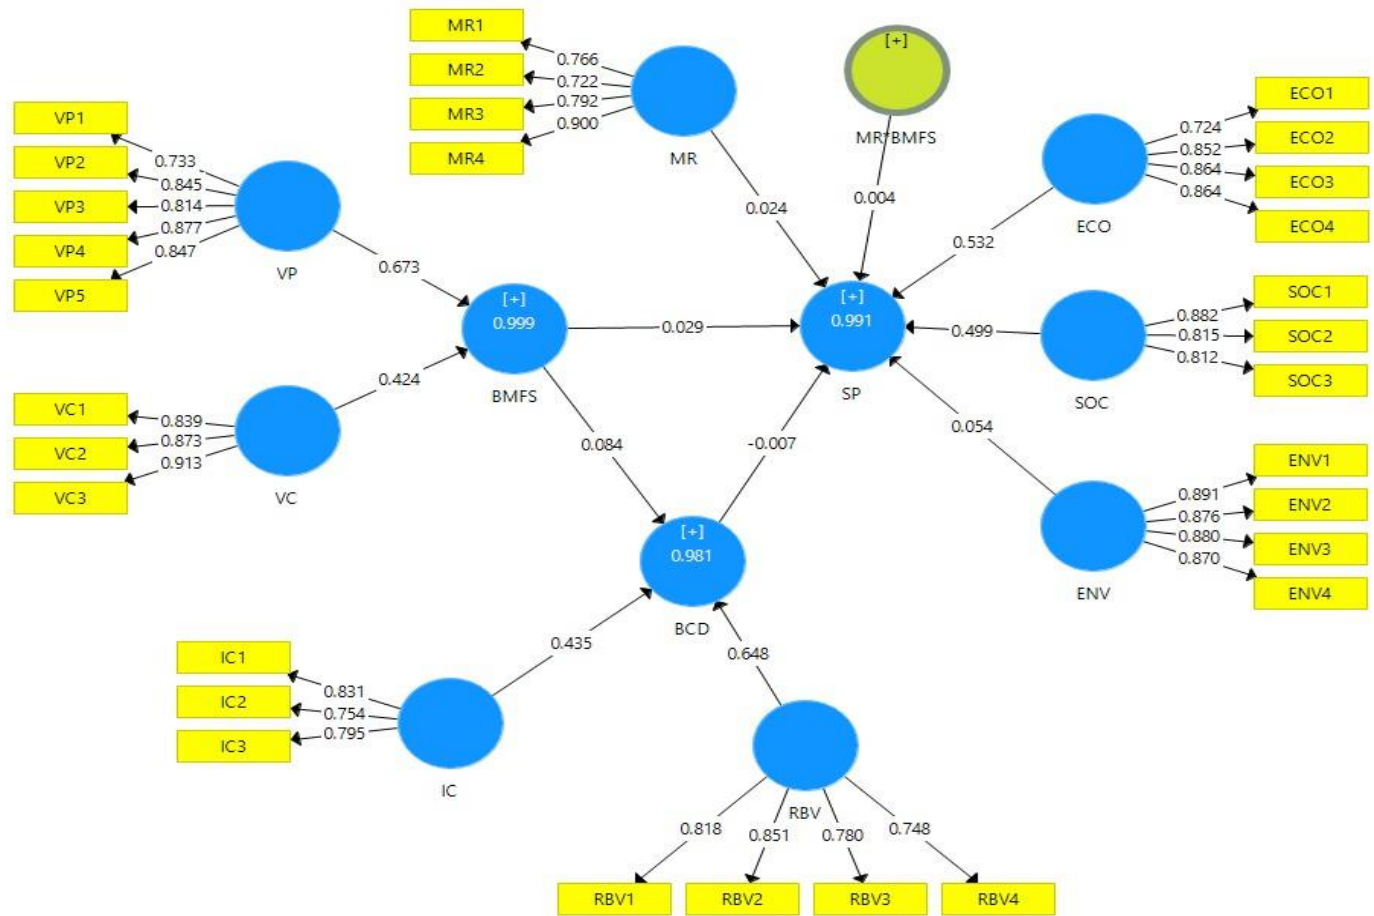 MR1
MR2
MR3
MR4
0.766
0.722
0.792
0.900
MR
[+]
MR*BMFS
0.024
0.004
VP1
VP2
VP3
VP4
VP5
0.733
0.845
0.814
0.877
0.847
VP
0.673
ECO1
ECO2
ECO3
ECO4
0.724
0.852
0.864
0.864
ECO
0.532
[+]
0.999
BMFS
0.029
[+]
0.991
SP
0.499
SOC1
SOC2
SOC3
0.882
0.815
0.812
SOC
VC1
VC2
VC3
0.839
0.873
0.913
VC
0.424
0.084
-0.007
0.054
ENV1
ENV2
ENV3
ENV4
0.891
0.876
0.880
0.870
ENV
[+]
0.981
BCD
0.435
0.648
IC1
IC2
IC3
0.831
0.754
0.795
IC
RBV
0.818
0.851
0.780
0.748
RBV1
RBV2
RBV3
RBV4